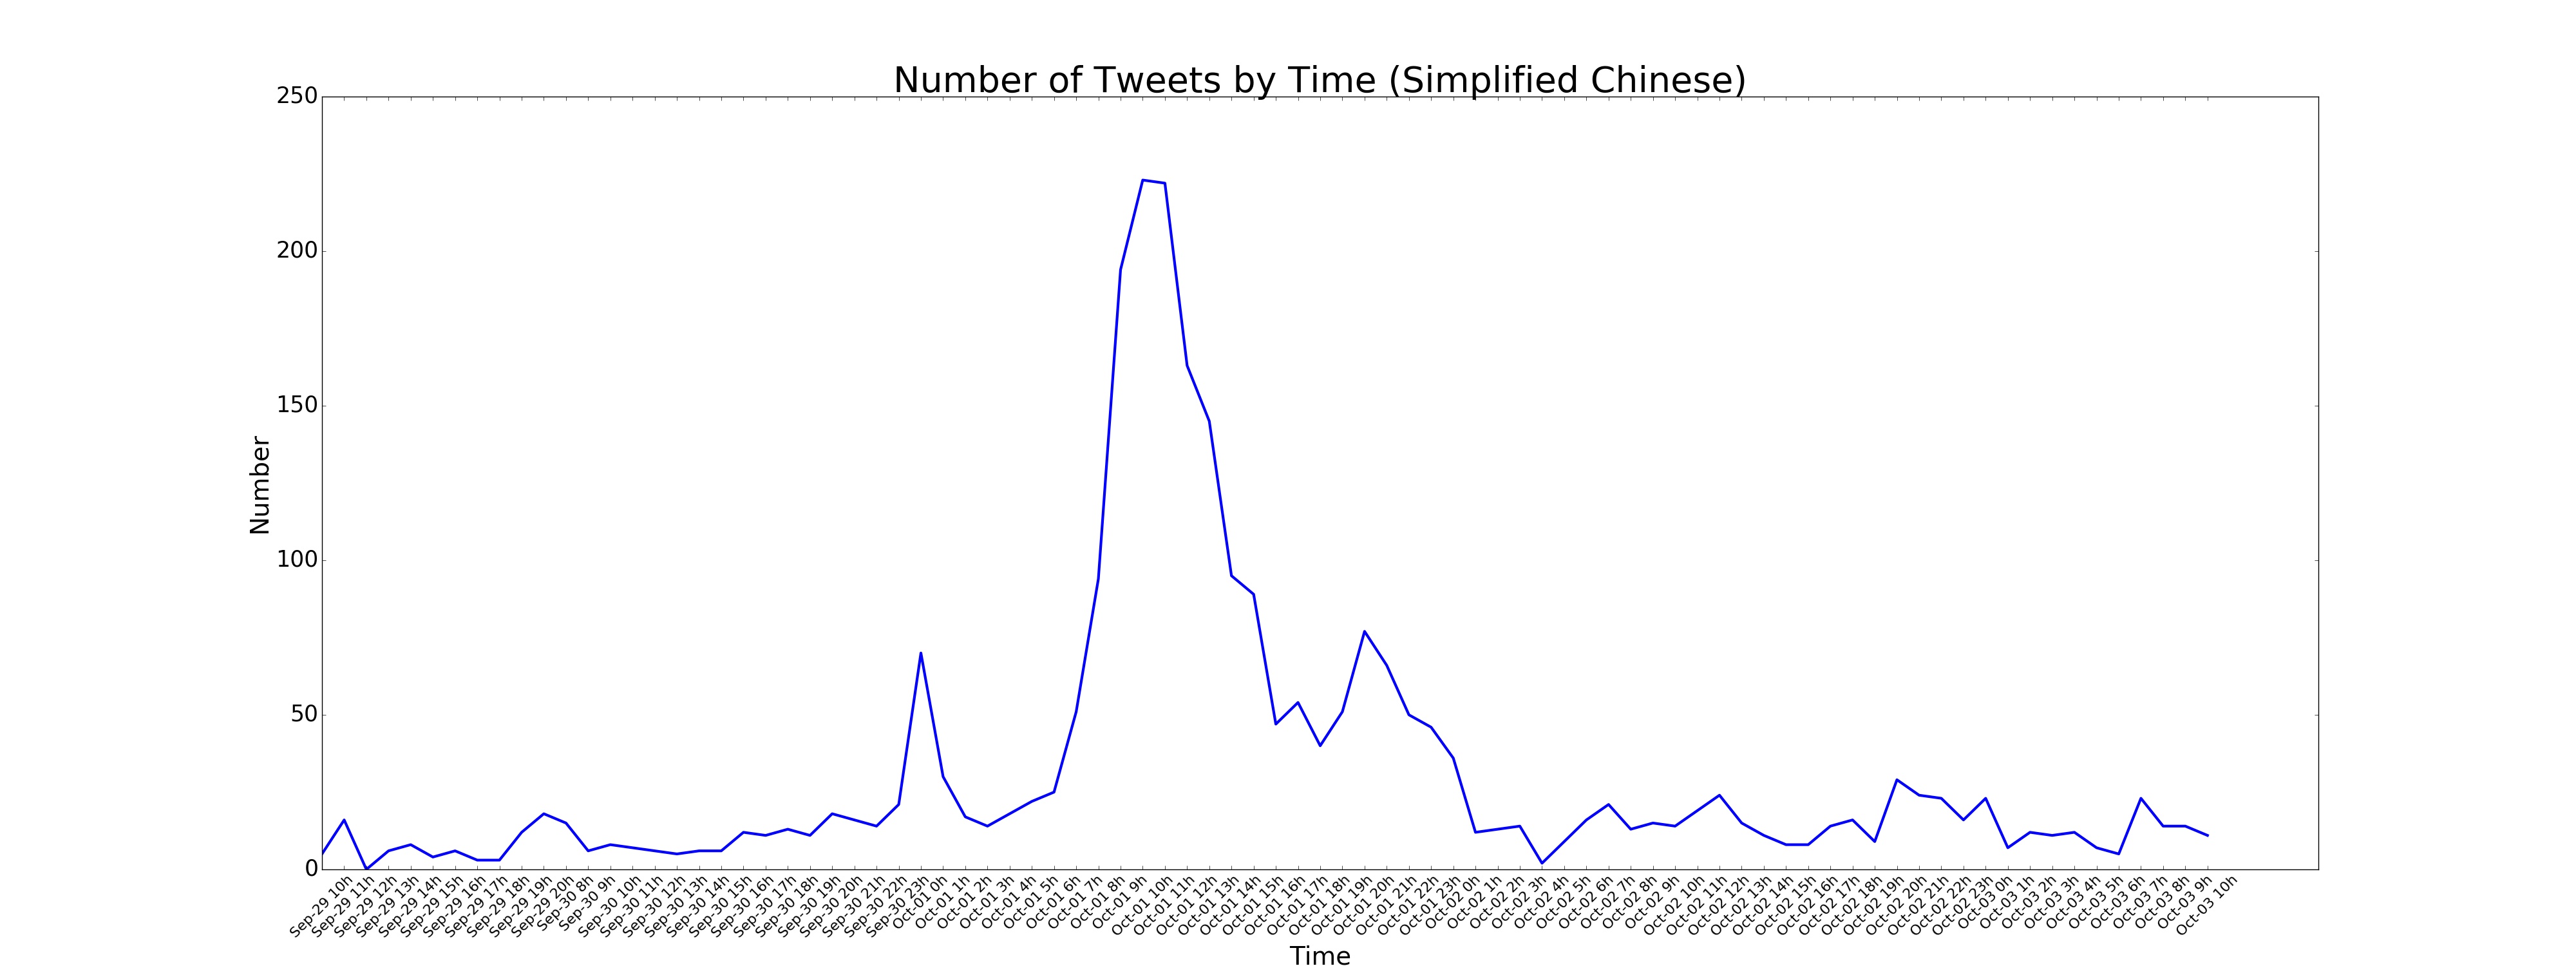 Number of Tweets by Time (Simplified Chinese)
250
200
150
100
50
0
Number
Sep-29 10h
Sep-29 11h
Sep-29 12h
Sep-29 13h
Sep-29 14h
Sep-29 15h
Sep-29 16h
Sep-29 17h
Sep-29 18h
Sep-29 19h
Sep-29 20h
Sep-30 8h
Sep-30 9h
Sep-30 10h
Sep-30 11h
Sep-30 12h
Sep-30 13h
Sep-30 14h
Sep-30 15h
Sep-30 16h
Sep-30 17h
Sep-30 18h
Sep-30 19h
Sep-30 20h
Sep-30 21h
Sep-30 22h
Sep-30 23h
Oct-01 0h
Oct-01 1h
Oct-01 2h
Oct-01 3h
Oct-01 4h
Oct-01 5h
Oct-01 6h
Oct-01 7h
Oct-01 8h
Oct-01 9h
Oct-01 10h
Oct-01 11h
Oct-01 12h
Oct-01 13h
Oct-01 14h
Oct-01 15h
Oct-01 16h
Oct-01 17h
Oct-01 18h
Oct-01 19h
Oct-01 20h
Oct-01 21h
Oct-01 22h
Oct-01 23h
Oct-02 0h
Oct-02 1h
Oct-02 2h
Oct-02 3h
Oct-02 4h
Oct-02 5h
Oct-02 6h
Oct-02 7h
Oct-02 8h
Oct-02 9h
Oct-02 10h
Oct-02 11h
Oct-02 12h
Oct-02 13h
Oct-02 14h
Oct-02 15h
Oct-02 16h
Oct-02 17h
Oct-02 18h
Oct-02 19h
Oct-02 20h
Oct-02 21h
Oct-02 22h
Oct-02 23h
Oct-03 0h
Oct-03 1h
Oct-03 2h
Oct-03 3h
Oct-03 4h
Oct-03 5h
Oct-03 6h
Oct-03 7h
Oct-03 8h
Oct-03 9h
Oct-03 10h
Time